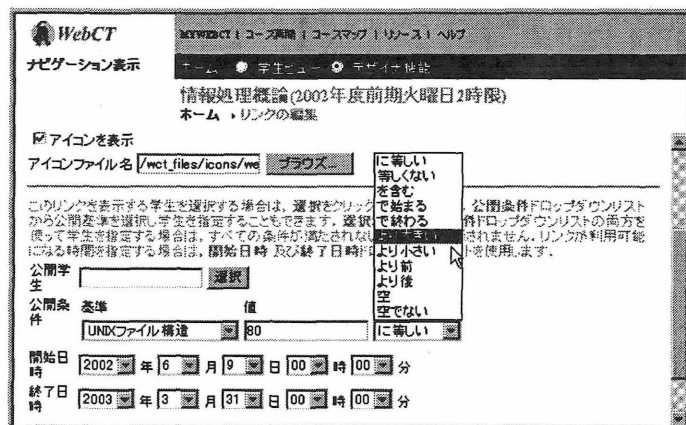 WebCT
MYWEBCT | コース再開 | コースマップ | リソース | ヘルプ
ナビゲーション表示
ホーム 学生ビュー デザイナ機能
情報処理概論(2002年度前期火曜日2時限)
ホーム › リンクの編集
アイコンを表示
アイコンファイル名 /wct_files/icons/we ブラウズ...
に等しい
等しくない
を含む
で始まる
で終わる
より大きい
より小さい
より前
より後
空
空でない
このリンクを表示する学生を選択する場合は, 選択をクリック , 公開条件ドロップダウンリスト
から公開基準を選択し学生を指定することもできます. 選択 件ドロップダウンリストの両方を
使って学生を指定する場合は, すべての条件が満たされな されません. リンクが利用可能
になる時間を指定する場合は, 開始日時 及び 終了日時ド トを使用します.
公開学生 選択
公開条件 基準 値
UNIXファイル構造 80 に等しい
開始日時 2002 年 6 月 9 日 00 時 00 分
終了日時 2003 年 3 月 31 日 00 時 00 分